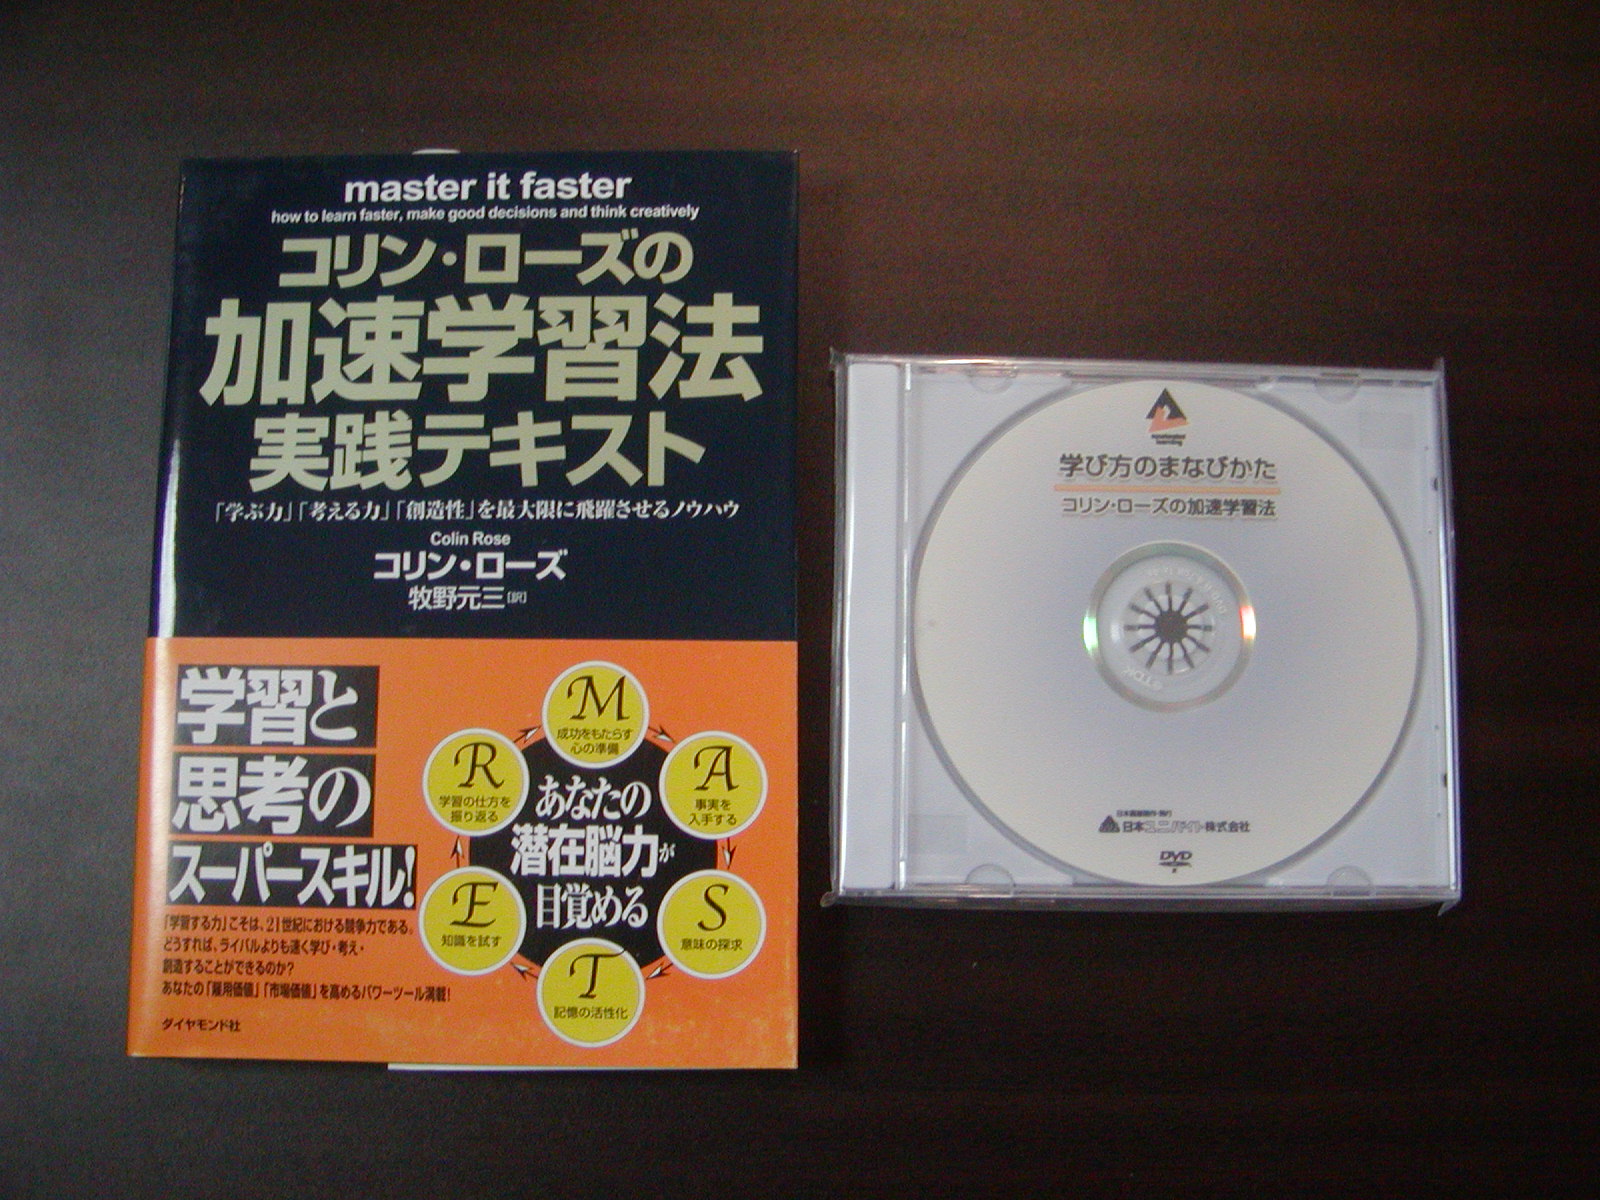 master it faster
how to learn faster, make good decisions and think creatively
コリン・ローズの
加速学習法
実践テキスト
「学ぶ力」「考える力」「創造性」を最大限に飛躍させるノウハウ
Colin Rose
コリン・ローズ
牧野元三[訳]
学習と
思考の
スーパースキル!
「学習する力」こそは、21世紀における競争力である。
どうすれば、ライバルよりも速く学び・考え・
創造することができるのか?
あなたの「雇用価値」「市場価値」を高めるパワーツール満載!
ダイヤモンド社
M
成功をもたらす
心の準備
A
事実を
入手する
S
意味の探求
T
記憶の活性化
E
知識を試す
R
学習の仕方を
振り返る
あなたの
潜在脳力が
目覚める
accelerated
learning
学び方のまなびかた
コリン・ローズの加速学習法
日本ユニバイト株式会社
DVD